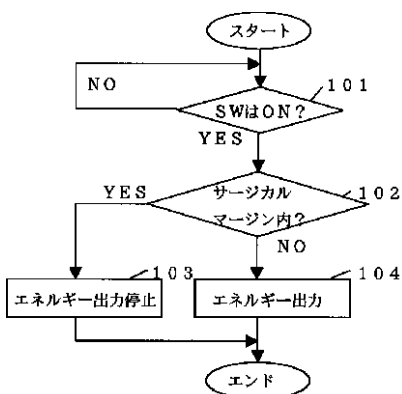 スタート
NO
101
SWはON?
YES
YES
サージカル
マージン内?
102
NO
103
104
エネルギー出力停止
エネルギー出力
エンド